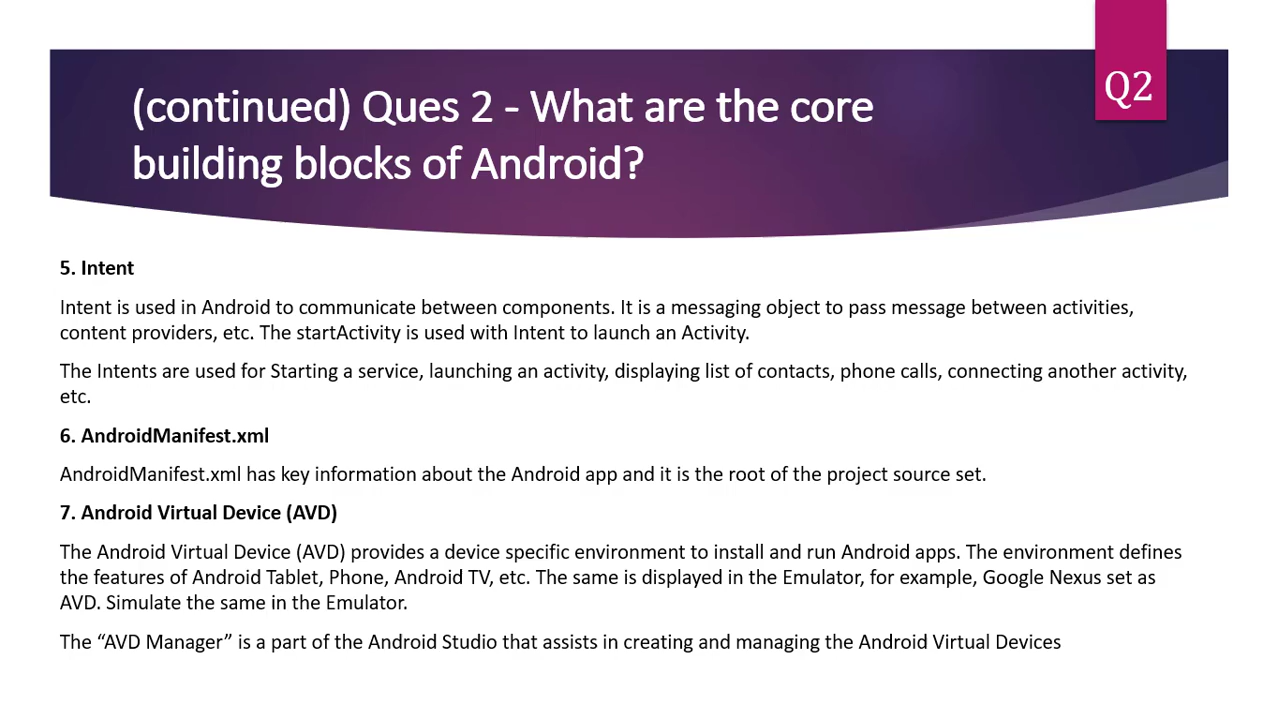 Q2
(continued) Ques 2 - What are the core
building blocks of Android?
5. Intent
Intent is used in Android to communicate between components. It is a messaging object to pass message between activities,
content providers, etc. The startActivity is used with Intent to launch an Activity.
The Intents are used for Starting a service, launching an activity, displaying list of contacts, phone calls, connecting another activity,
etc.
6. AndroidManifest.xml
AndroidManifest.xml has key information about the Android app and it is the root of the project source set.
7. Android Virtual Device (AVD)
The Android Virtual Device (AVD) provides a device specific environment to install and run Android apps. The environment defines
the features of Android Tablet, Phone, Android TV, etc. The same is displayed in the Emulator, for example, Google Nexus set as
AVD. Simulate the same in the Emulator.
The “AVD Manager” is a part of the Android Studio that assists in creating and managing the Android Virtual Devices